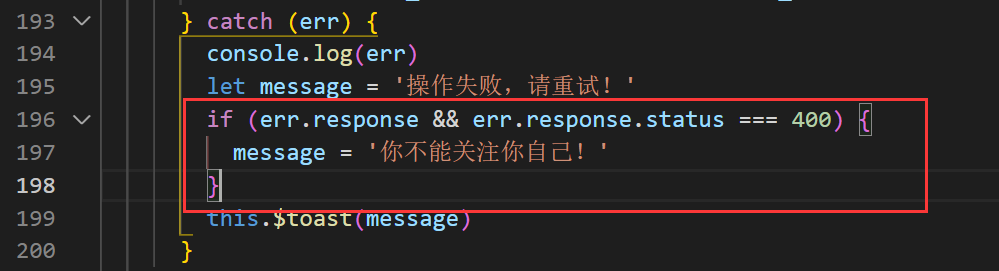 193 } catch (err) {
194 console.log(err)
195 let message = '操作失败，请重试！'
196 if (err.response && err.response.status === 400) {
197 message = '你不能关注你自己！'
198 }
199 this.$toast(message)
200 }